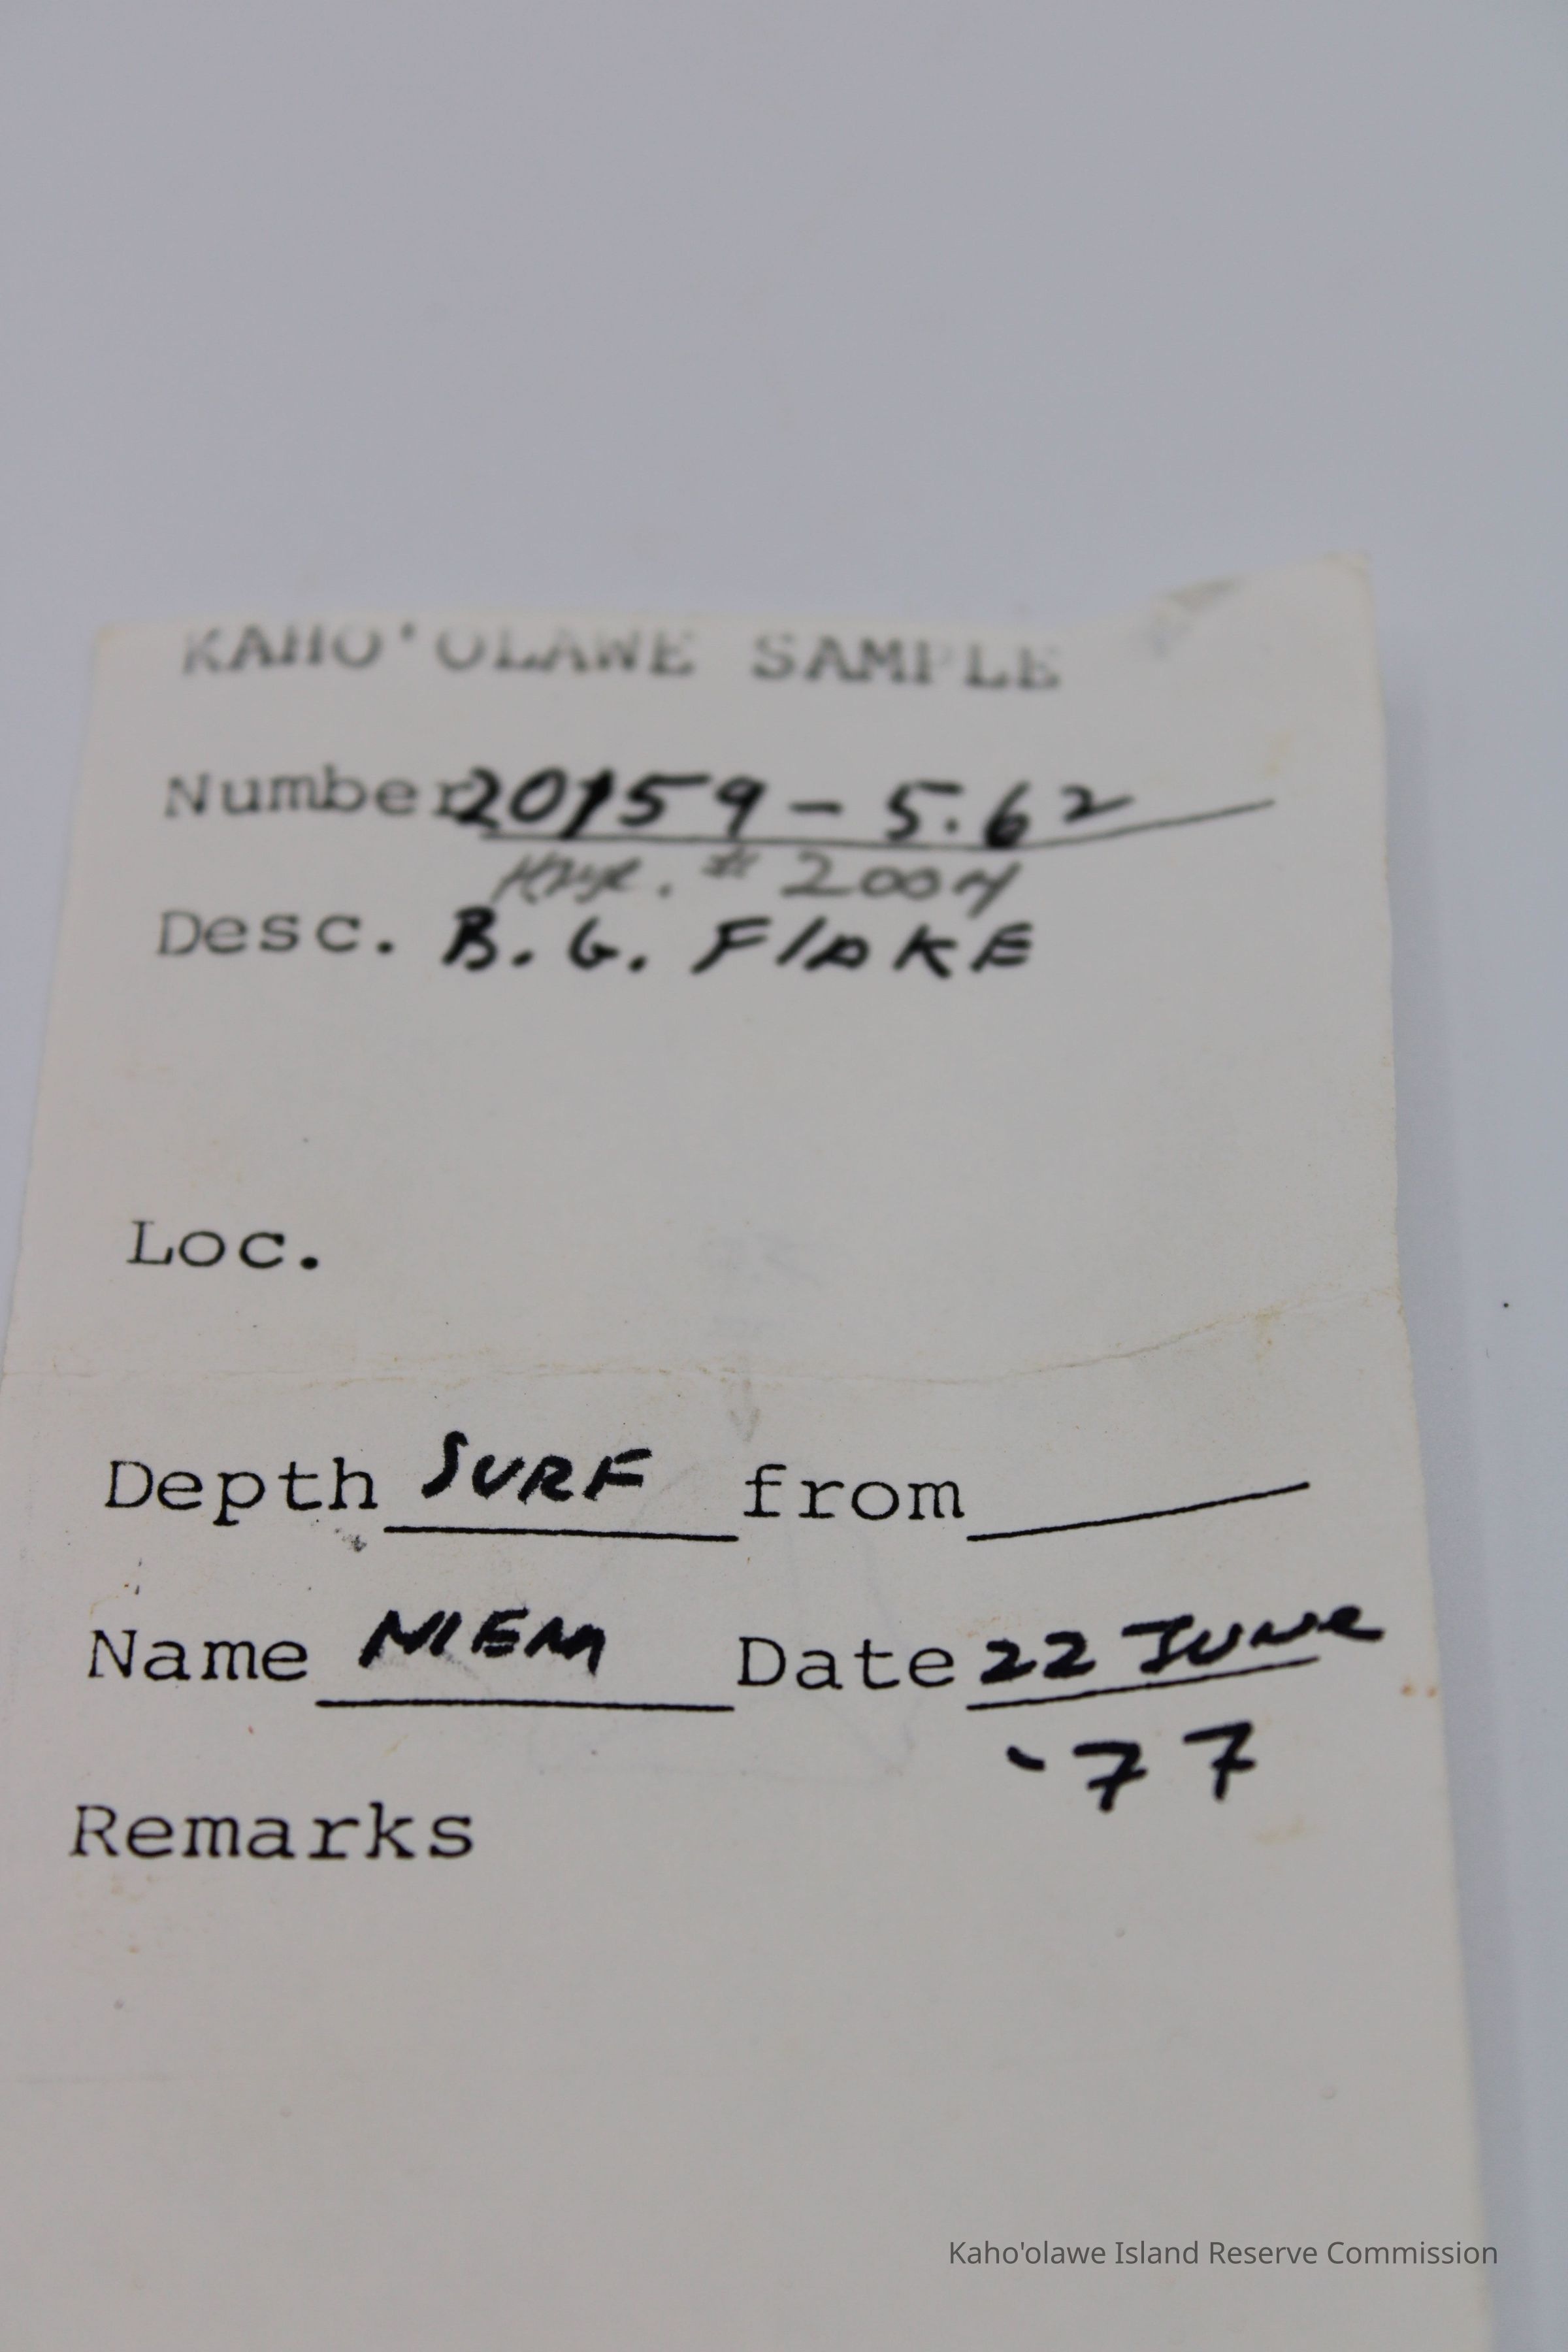 KAHO'OLAWE SAMPLE
Number 20159 - 5.62
# 2004
Desc. B. G. FlAKE
Loc.
Depth SURF from
Name NIEM Date 22 JUNe
'77
Remarks
Kaho'olawe Island Reserve Commission